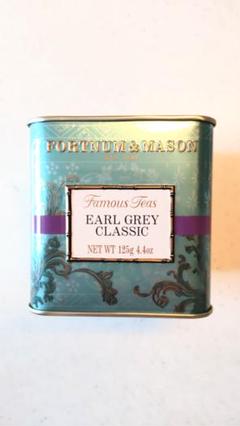 FORTNUM & MASON
Famous Teas
EARL GREY
CLASSIC
NET WT 125g 4.4oz